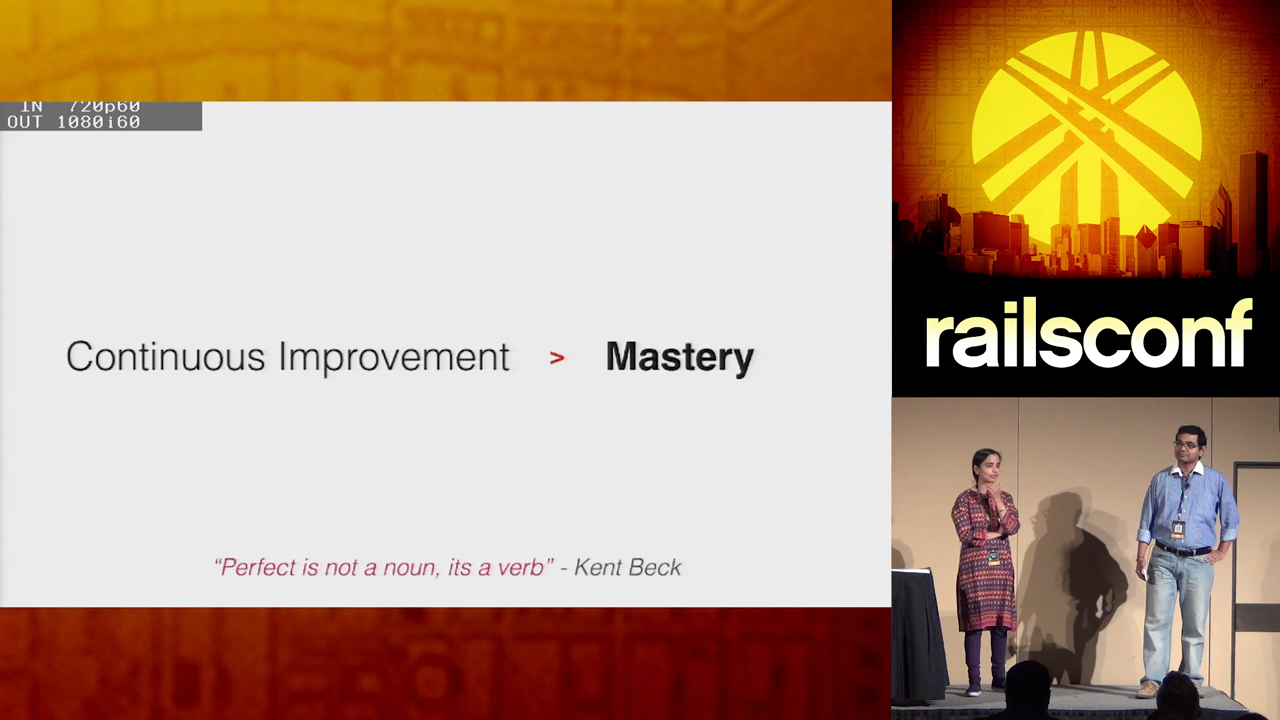 IN 720p60
OUT 1080i60
Continuous Improvement > Mastery
“Perfect is not a noun, its a verb” - Kent Beck
railsconf